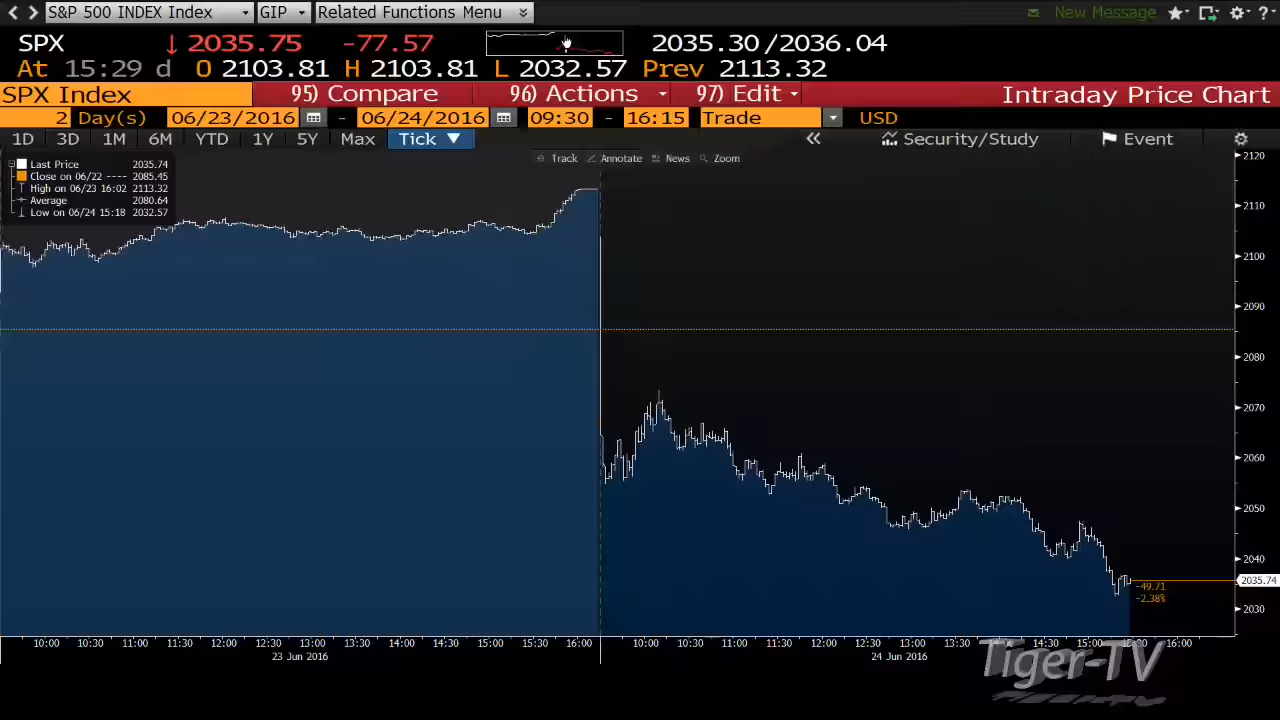 S&P 500 INDEX Index GIP Related Functions Menu New Message
SPX ↓ 2035.75 -77.57 2035.30/2036.04
At 15:29 d O 2103.81 H 2103.81 L 2032.57 Prev 2113.32
SPX Index 95) Compare 96) Actions 97) Edit Intraday Price Chart
2 Day(s) 06/23/2016 - 06/24/2016 09:30 - 16:15 Trade USD
1D 3D 1M 6M YTD 1Y 5Y Max Tick ▼ « Security/Study Event
Track Annotate News Zoom
Last Price 2035.74
Close on 06/22 ---- 2085.45
High on 06/23 16:02 2113.32
Average 2080.64
Low on 06/24 15:18 2032.57
2120
2110
2100
2090
2080
2070
2060
2050
2040
2035.74
2030
-49.71
-2.38%
10:00 10:30 11:00 11:30 12:00 12:30 13:00 13:30 14:00 14:30 15:00 15:30 16:00 10:00 10:30 11:00 11:30 12:00 12:30 13:00 13:30 14:30 15:00 15:30 16:00
23 Jun 2016 24 Jun 2016
Tiger-TV